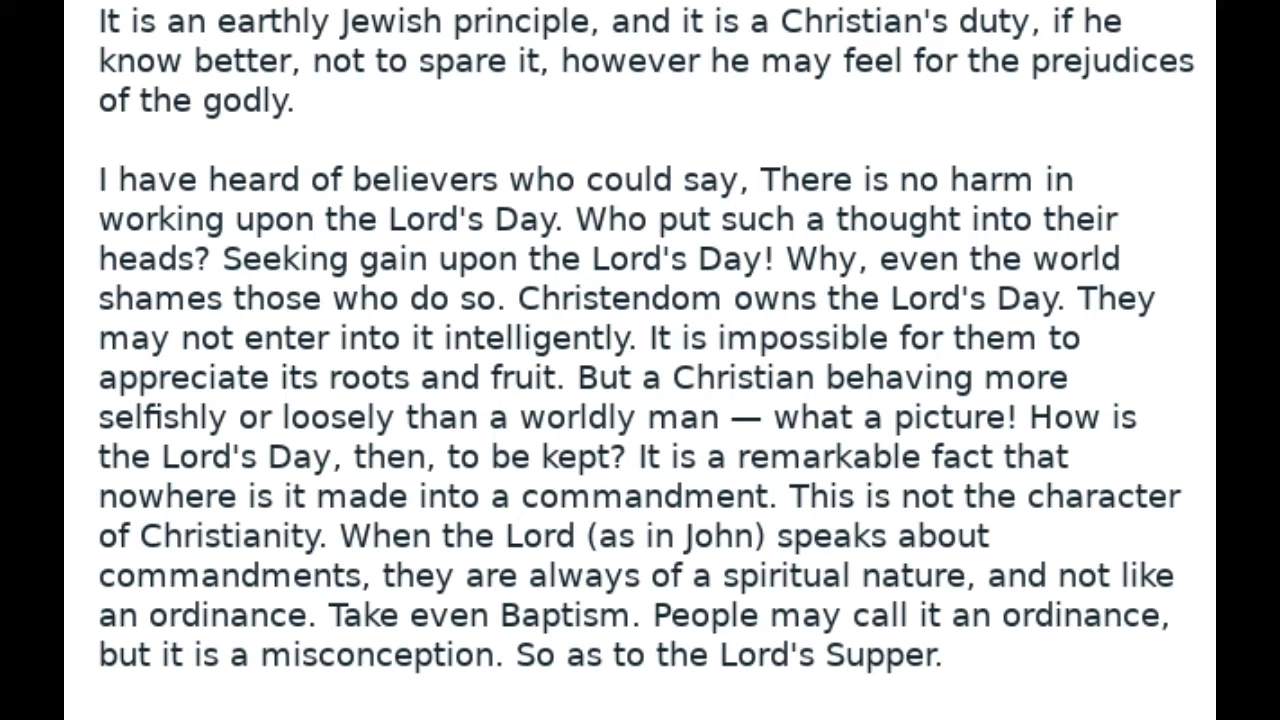 It is an earthly Jewish principle, and it is a Christian's duty, if he
know better, not to spare it, however he may feel for the prejudices
of the godly.
I have heard of believers who could say, There is no harm in
working upon the Lord's Day. Who put such a thought into their
heads? Seeking gain upon the Lord's Day! Why, even the world
shames those who do so. Christendom owns the Lord's Day. They
may not enter into it intelligently. It is impossible for them to
appreciate its roots and fruit. But a Christian behaving more
selfishly or loosely than a worldly man — what a picture! How is
the Lord's Day, then, to be kept? It is a remarkable fact that
nowhere is it made into a commandment. This is not the character
of Christianity. When the Lord (as in John) speaks about
commandments, they are always of a spiritual nature, and not like
an ordinance. Take even Baptism. People may call it an ordinance,
but it is a misconception. So as to the Lord's Supper.